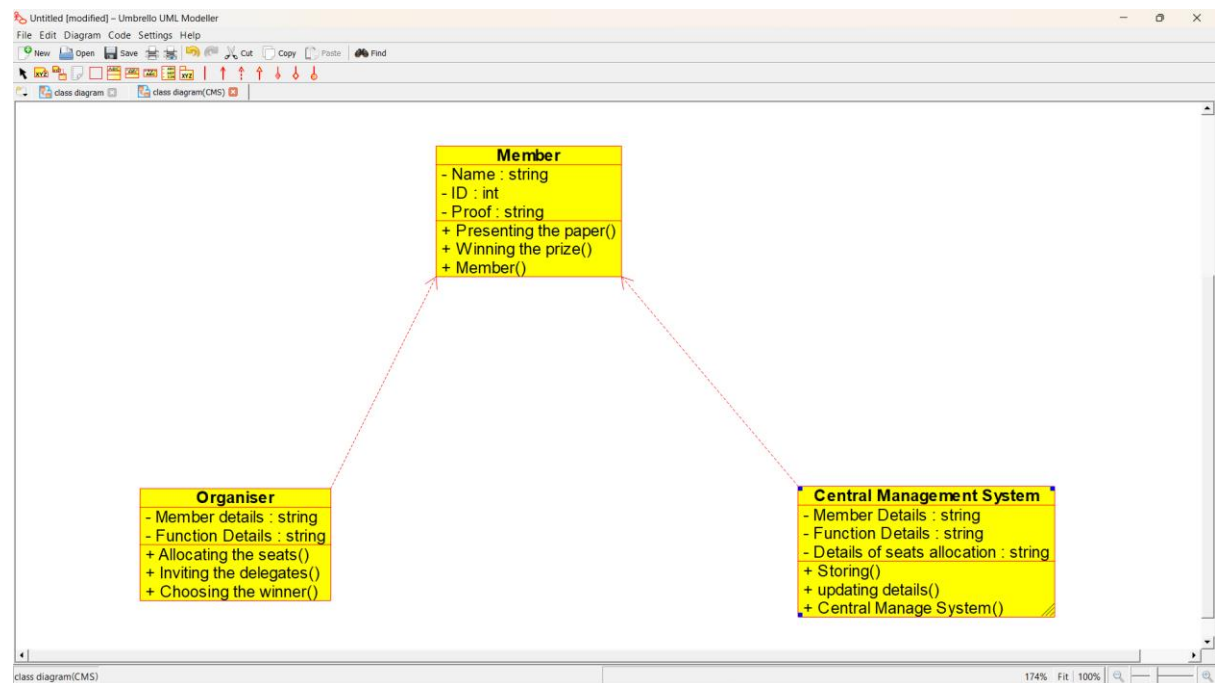 Untitled [modified] – Umbrello UML Modeller
File Edit Diagram Code Settings Help
New Open Save Cut Copy Paste Find
class diagram class diagram(CMS)
Member
- Name : string
- ID : int
- Proof : string
+ Presenting the paper()
+ Winning the prize()
+ Member()
Organiser
- Member details : string
- Function Details : string
+ Allocating the seats()
+ Inviting the delegates()
+ Choosing the winner()
Central Management System
- Member Details : string
- Function Details : string
- Details of seats allocation : string
+ Storing()
+ updating details()
+ Central Manage System()
class diagram(CMS)
174% Fit 100%